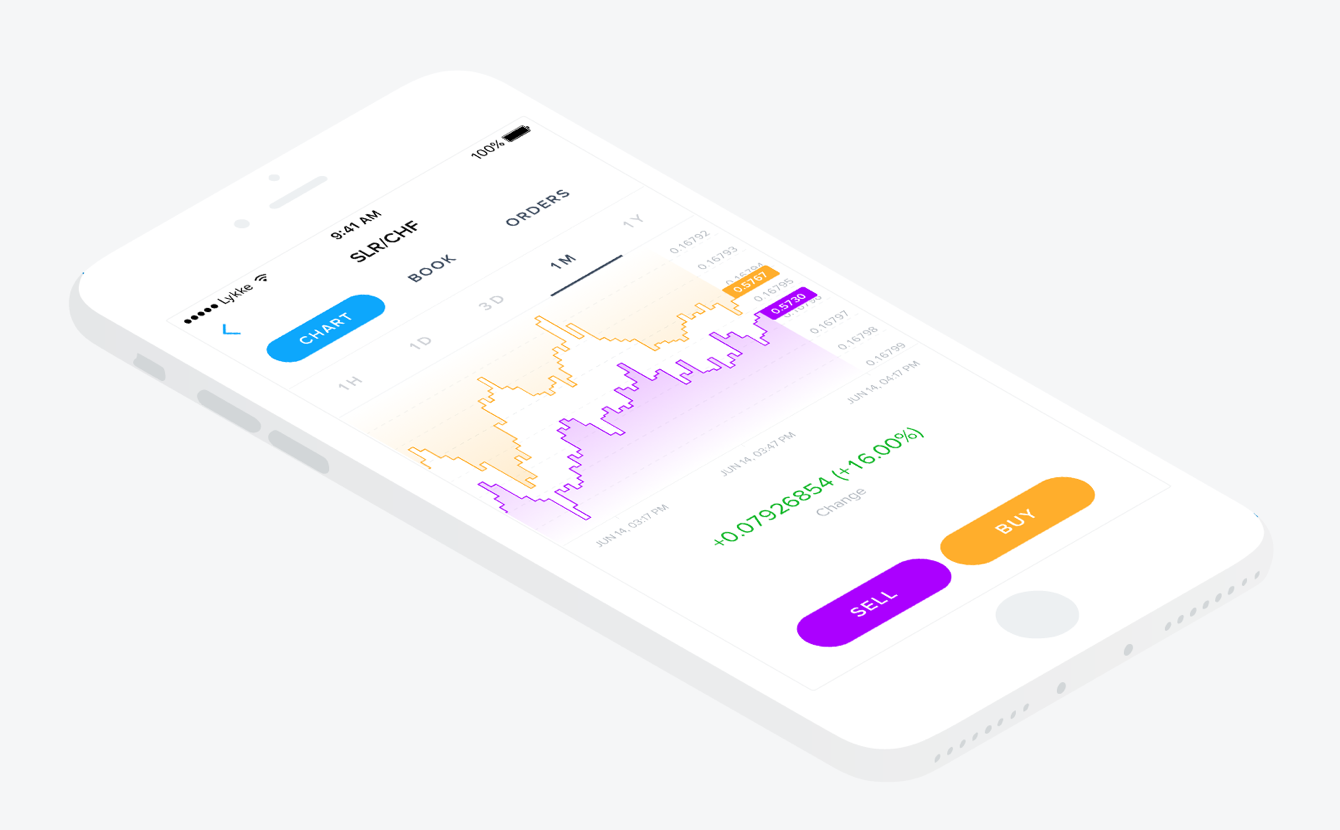 Lykke
9:41 AM
100%
SLR/CHF
CHART
BOOK
ORDERS
1H
1D
3D
1M
1Y
0.16792
0.16793
0.16794
0.5767
0.16795
0.5730
0.16797
0.16798
0.16799
JUN 14, 03:17 PM
JUN 14, 03:47 PM
JUN 14, 04:17 PM
+0.07926854 (+16.00%)
Change
SELL
BUY